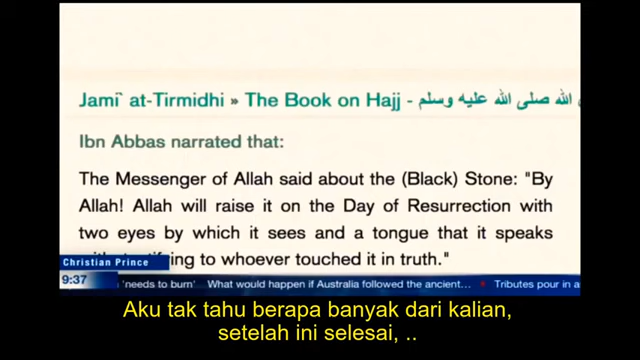 Jami` at-Tirmidhi » The Book on Hajj - الله صلى الله عليه وسلم
Ibn Abbas narrated that:
The Messenger of Allah said about the (Black) Stone: "By
Allah! Allah will raise it on the Day of Resurrection with
two eyes by which it sees and a tongue that it speaks
ing to whoever touched it in truth."
Christian Prince
9:37 'needs to burn' What would happen if Australia followed the ancient... Tributes pour in a
Aku tak tahu berapa banyak dari kalian,
setelah ini selesai, ..